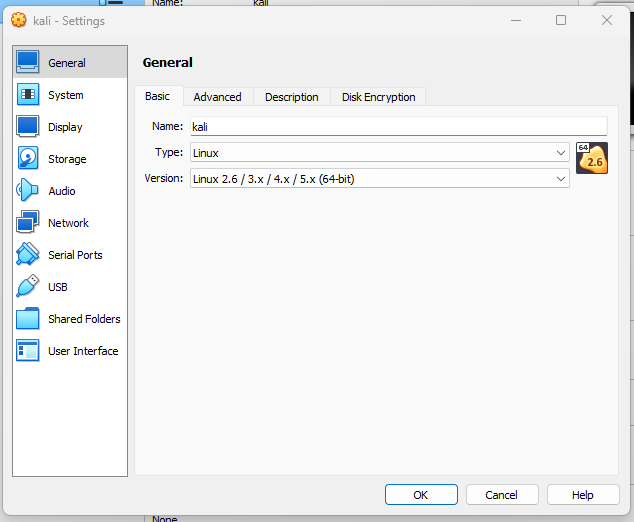 Name: kali
kali - Settings
General
System
Display
Storage
Audio
Network
Serial Ports
USB
Shared Folders
User Interface
General
Basic Advanced Description Disk Encryption
Name: kali
Type: Linux
64
2.6
Version: Linux 2.6 / 3.x / 4.x / 5.x (64-bit)
OK Cancel Help
None